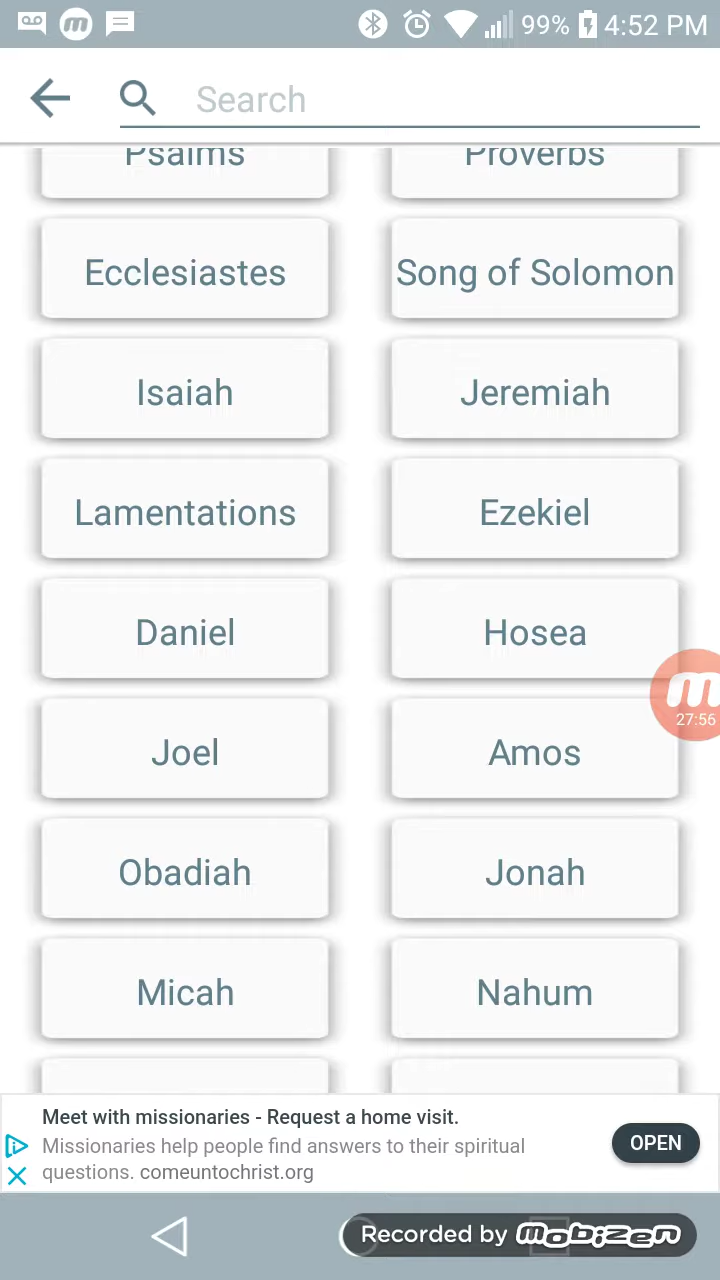 99% 4:52 PM
Search
Psalms Proverbs
Ecclesiastes Song of Solomon
Isaiah Jeremiah
Lamentations Ezekiel
Daniel Hosea
m
27:56
Joel Amos
Obadiah Jonah
Micah Nahum
Meet with missionaries - Request a home visit.
Missionaries help people find answers to their spiritual
questions. comeuntochrist.org
OPEN
Recorded by mobizen